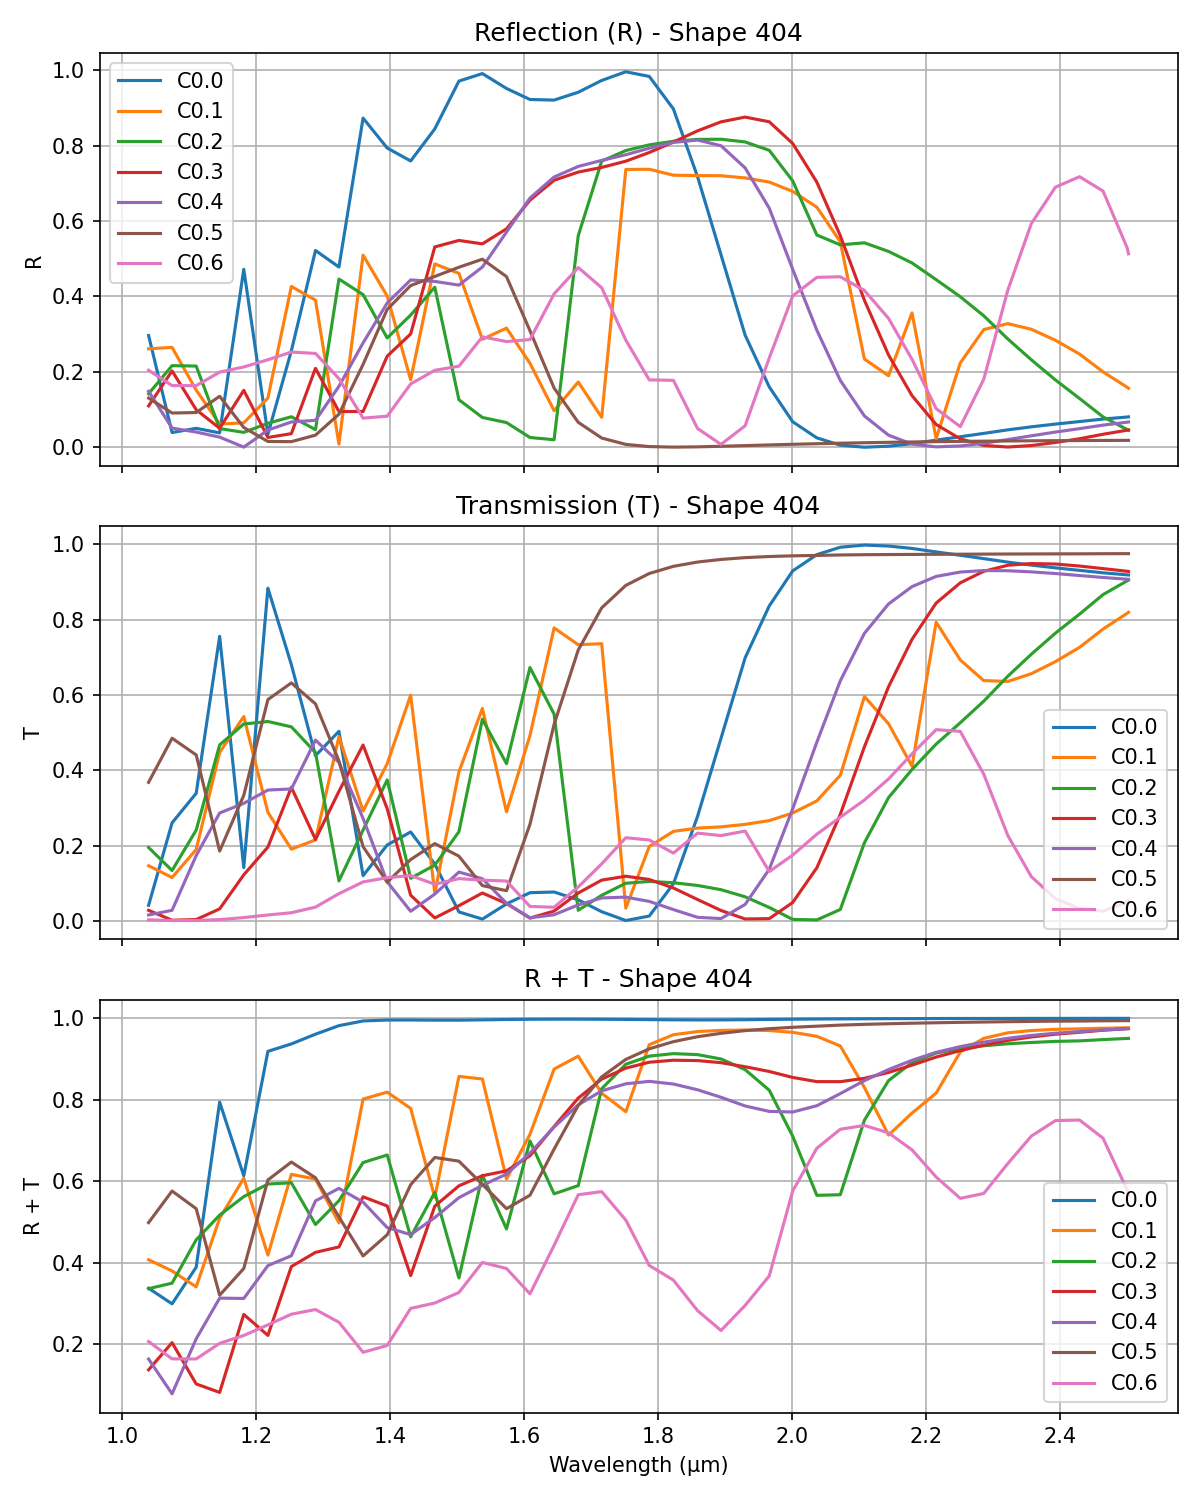 Reflection (R) - Shape 404
1.0
0.8
0.6
0.4
0.2
0.0
R
C0.0
C0.1
C0.2
C0.3
C0.4
C0.5
C0.6
Transmission (T) - Shape 404
1.0
0.8
0.6
0.4
0.2
0.0
T
C0.0
C0.1
C0.2
C0.3
C0.4
C0.5
C0.6
R + T - Shape 404
1.0
0.8
0.6
0.4
0.2
R + T
C0.0
C0.1
C0.2
C0.3
C0.4
C0.5
C0.6
1.0 1.2 1.4 1.6 1.8 2.0 2.2 2.4
Wavelength (µm)